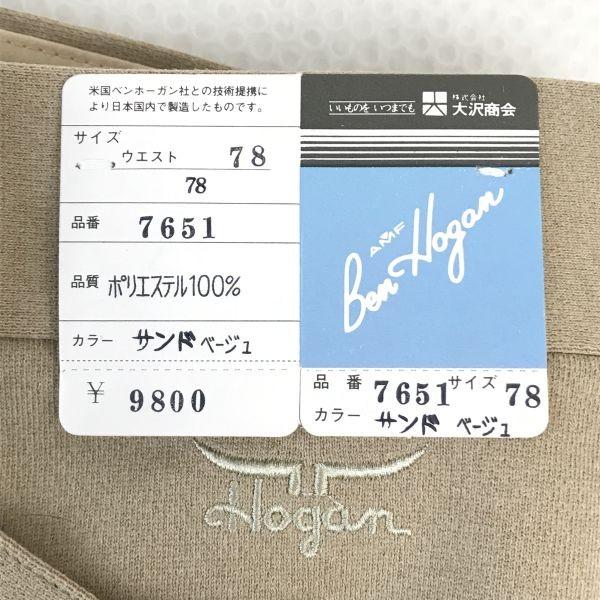 米国ベンホーガン社との技術提携に
より日本国内で製造したものです。
サイズ
ウエスト 78
78
品番 7651
品質 ポリエステル100%
カラー サンドベージュ
¥ 9800
いいものを いつまでも
株式会社
大沢商会
AMF
Ben Hogan
品番 7651 サイズ 78
カラー サンド ベージュ
Hogan